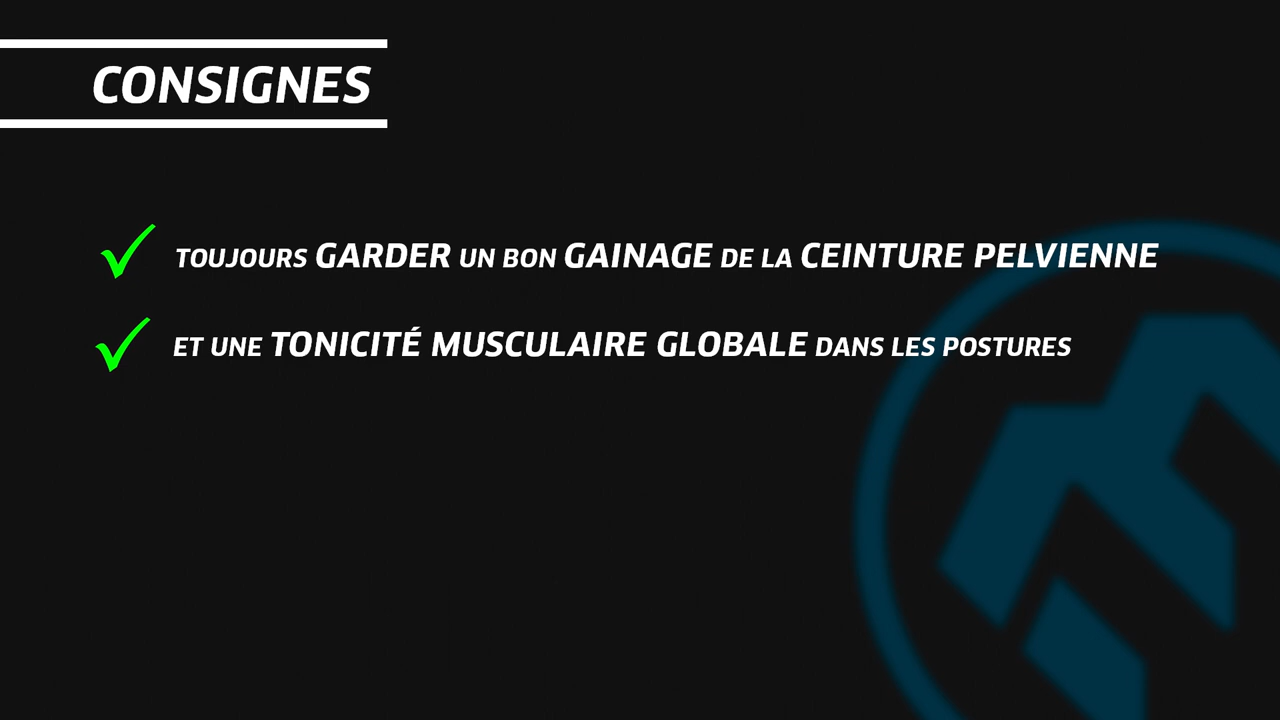 CONSIGNES
TOUJOURS GARDER UN BON GAINAGE DE LA CEINTURE PELVIENNE
ET UNE TONICITÉ MUSCULAIRE GLOBALE DANS LES POSTURES